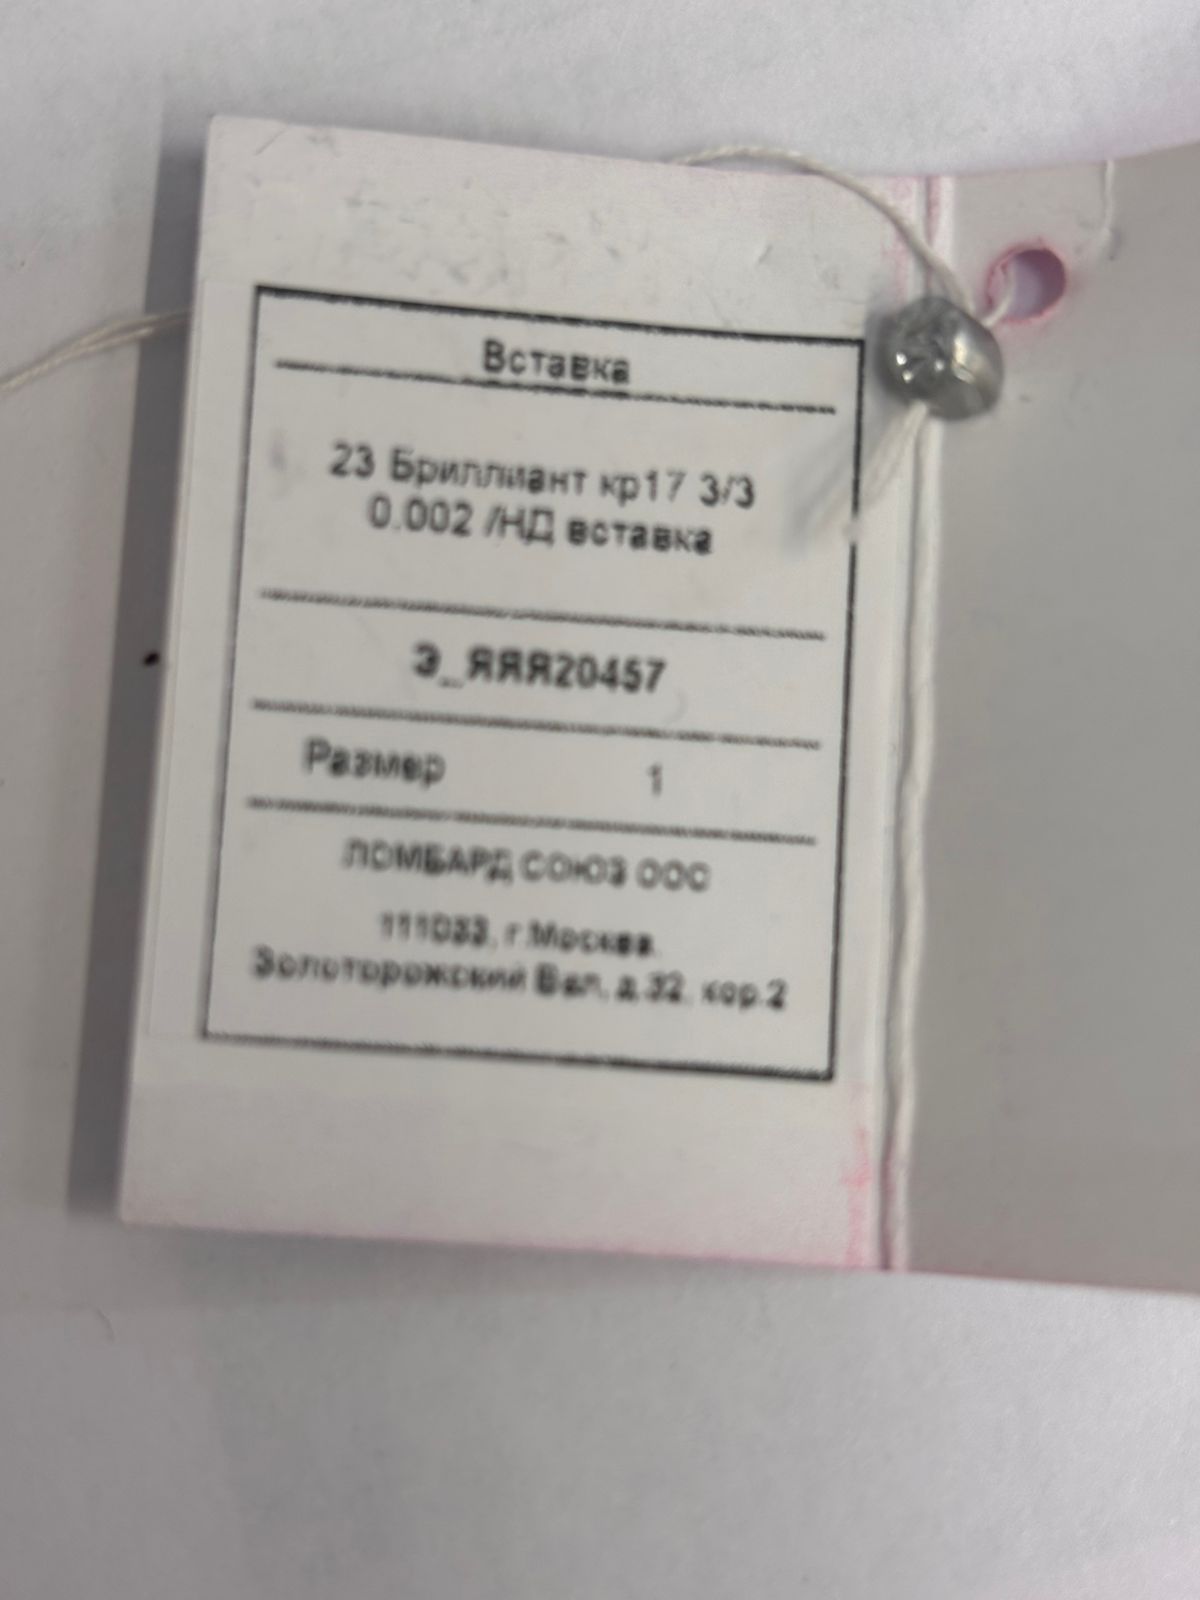 Вставка
23 Бриллиант кр17 3/3
0.002 /НД вставка
Э_ЯЯЯ20457
Размер 1
ЛОМБАРД СОЮЗ ООО
111033, г.Москва,
Золоторожский Вал, д.32, кор.2